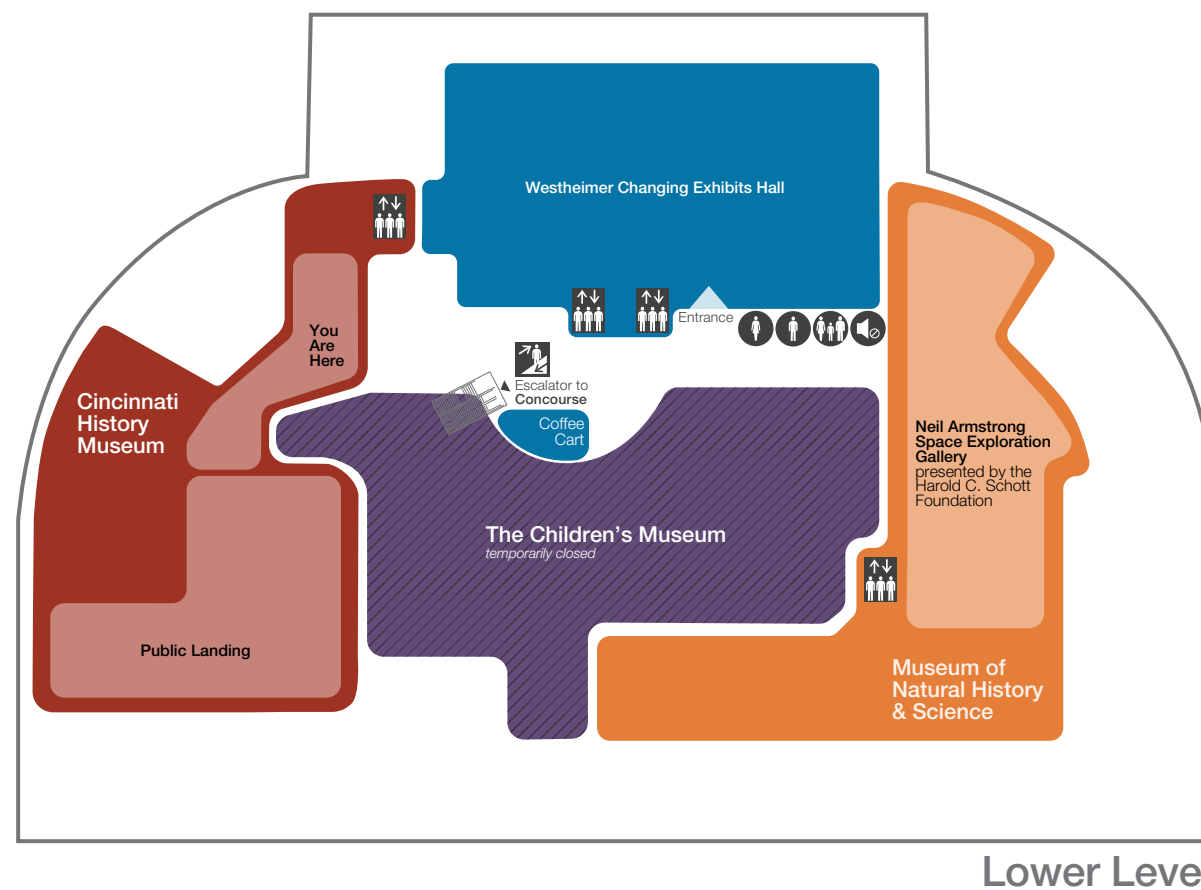 Westheimer Changing Exhibits Hall
Entrance
You
Are
Here
Escalator to
Concourse
Coffee
Cart
Cincinnati
History
Museum
Neil Armstrong
Space Exploration
Gallery
presented by the
Harold C. Schott
Foundation
The Children's Museum
temporarily closed
Public Landing
Museum of
Natural History
& Science
Lower Leve